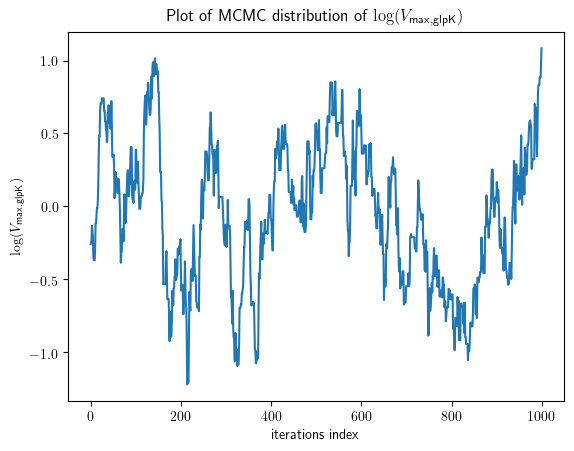 Plot of MCMC distribution of log(V_max,glpK)
log(V_max,glpK)
1.0
0.5
0.0
−0.5
−1.0
0 200 400 600 800 1000
iterations index